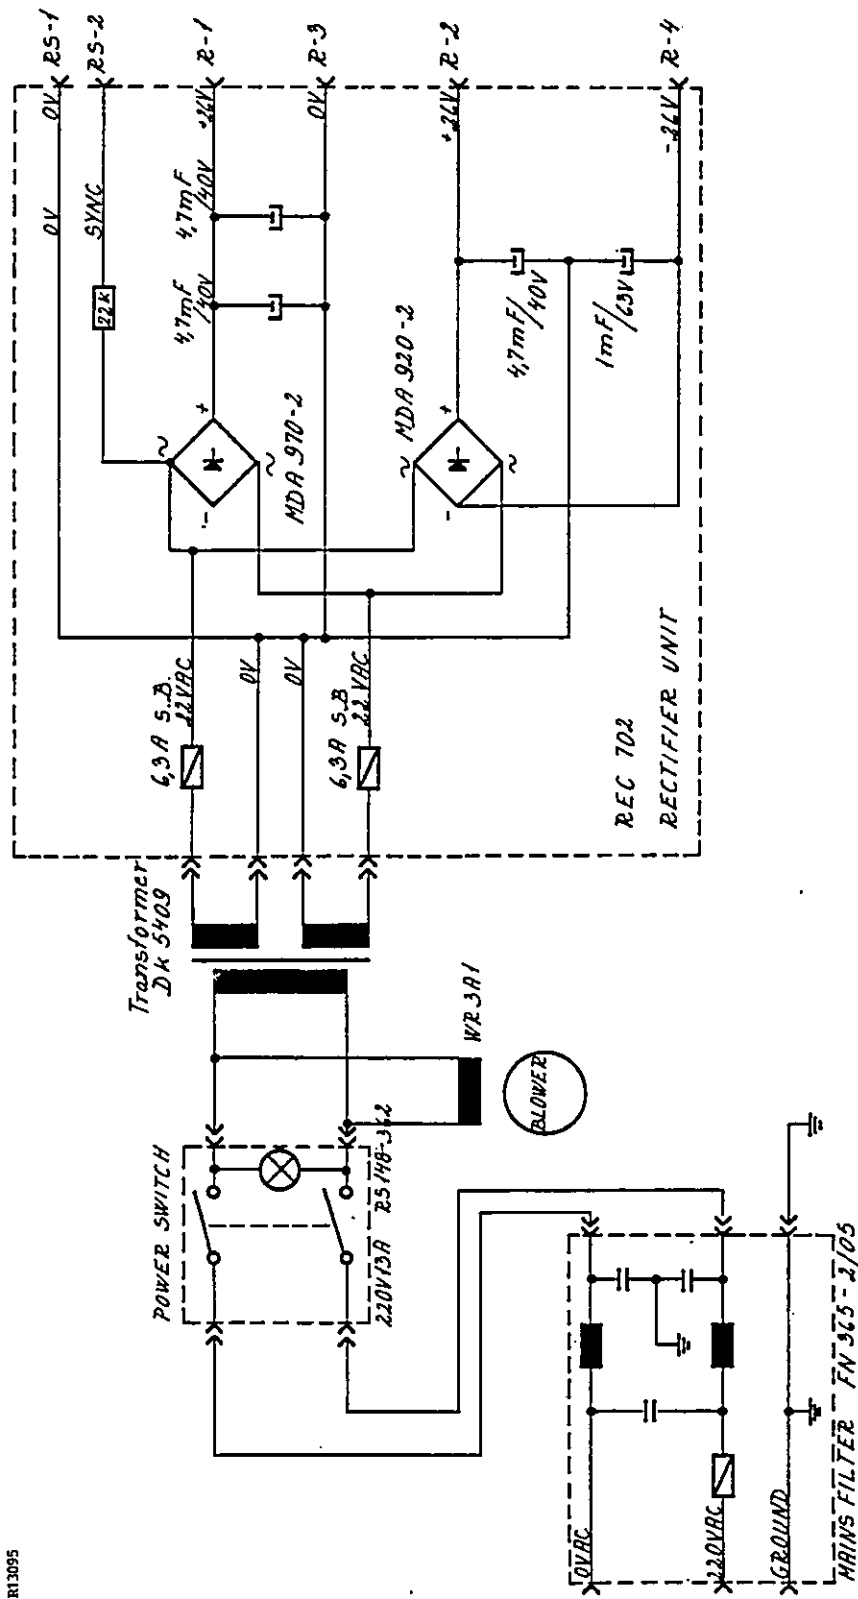 R13095
MAINS FILTER FN 365-2/05
0VAC
220VAC
GROUND
POWER SWITCH
220V13A RS148-362
BLOWER
WR3A1
Transformer
DK 5409
6,3A S.B.
22VAC
0V
0V
6,3A S.B
22VAC
REC 702
RECTIFIER UNIT
MDA 970-2
~
~
+
-
MDA 920-2
~
~
+
-
22K
SYNC
0V
0V
4,7mF
/40V
4,7mF
/40V
+26V
0V
4,7mF
/40V
1mF
/63V
+26V
-26V
RS-1
RS-2
R-1
R-3
R-2
R-4